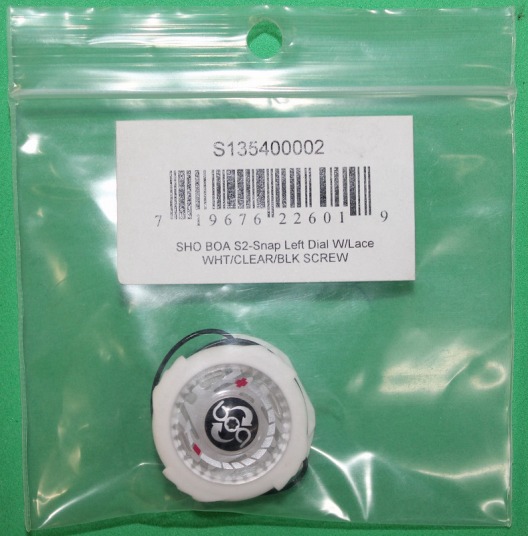 S135400002
7 19676 22601 9
SHO BOA S2-Snap Left Dial W/Lace
WHT/CLEAR/BLK SCREW